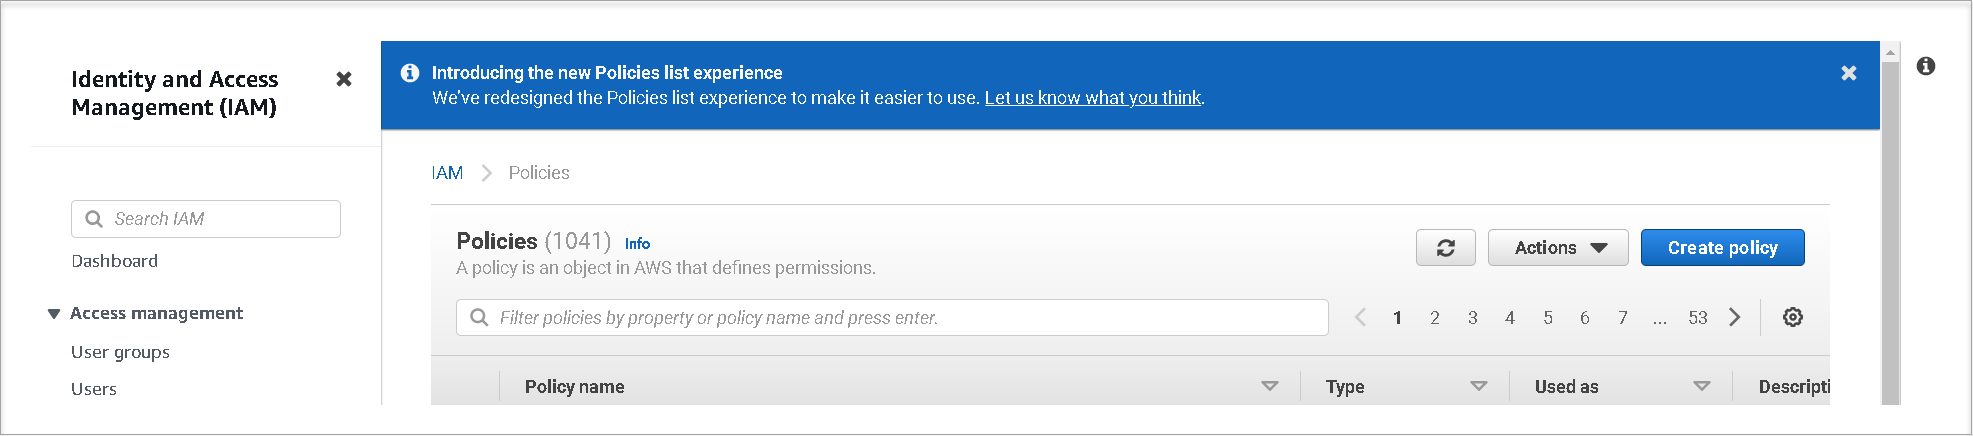 Identity and Access
Management (IAM)
Search IAM
Dashboard
Access management
User groups
Users
Introducing the new Policies list experience
We've redesigned the Policies list experience to make it easier to use. Let us know what you think.
IAM Policies
Policies (1041) Info
A policy is an object in AWS that defines permissions.
Actions Create policy
Filter policies by property or policy name and press enter. 1 2 3 4 5 6 7 ... 53
Policy name Type Used as Descripti